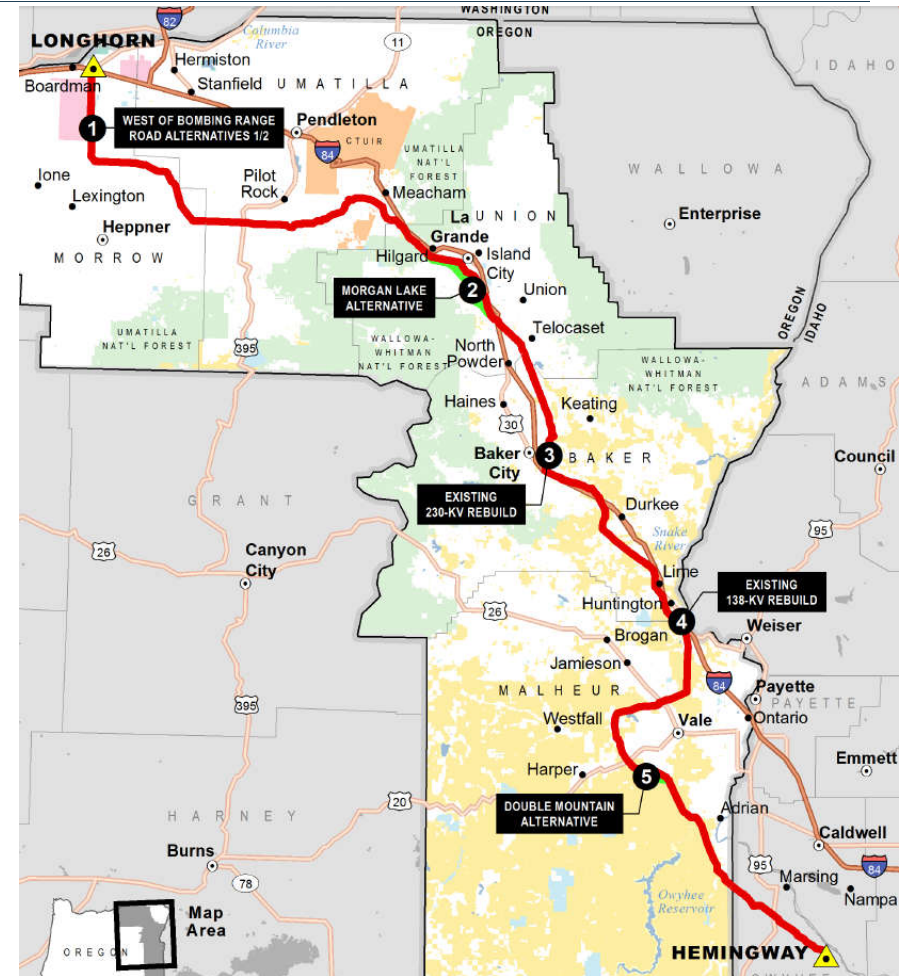 WASHINGTON
OREGON
82
LONGHORN
Columbia
River
11
IDAHO
Hermiston
Boardman
Stanfield
UMATILLA
1
WEST OF BOMBING RANGE
ROAD ALTERNATIVES 1/2
Pendleton
CTUIR
84
UMATILLA
NAT'L
FOREST
WALLOWA
Ione
Lexington
Pilot
Rock
Meacham
Heppner
MORROW
La
Grande
UNION
Enterprise
Hilgard
Island
City
MORGAN LAKE
ALTERNATIVE
2
Union
OREGON
IDAHO
UMATILLA
NAT'L FOREST
395
WALLOWA-
WHITMAN
NAT'L FOREST
Telocaset
North
Powder
WALLOWA-
WHITMAN
NAT'L FOREST
ADAMS
Haines
30
Keating
Baker
City
3
BAKER
Council
EXISTING
230-KV REBUILD
GRANT
Durkee
Snake
River
95
26
Canyon
City
Lime
EXISTING
138-KV REBUILD
Huntington
4
26
Brogan
Weiser
Jamieson
84
MALHEUR
Payette
PAYETTE
395
Westfall
Vale
Ontario
Harper
5
Emmett
20
DOUBLE MOUNTAIN
ALTERNATIVE
Adrian
HARNEY
Caldwell
Burns
95
84
78
Marsing
Nampa
Owyhee
Reservoir
Map
Area
OREGON
HEMINGWAY